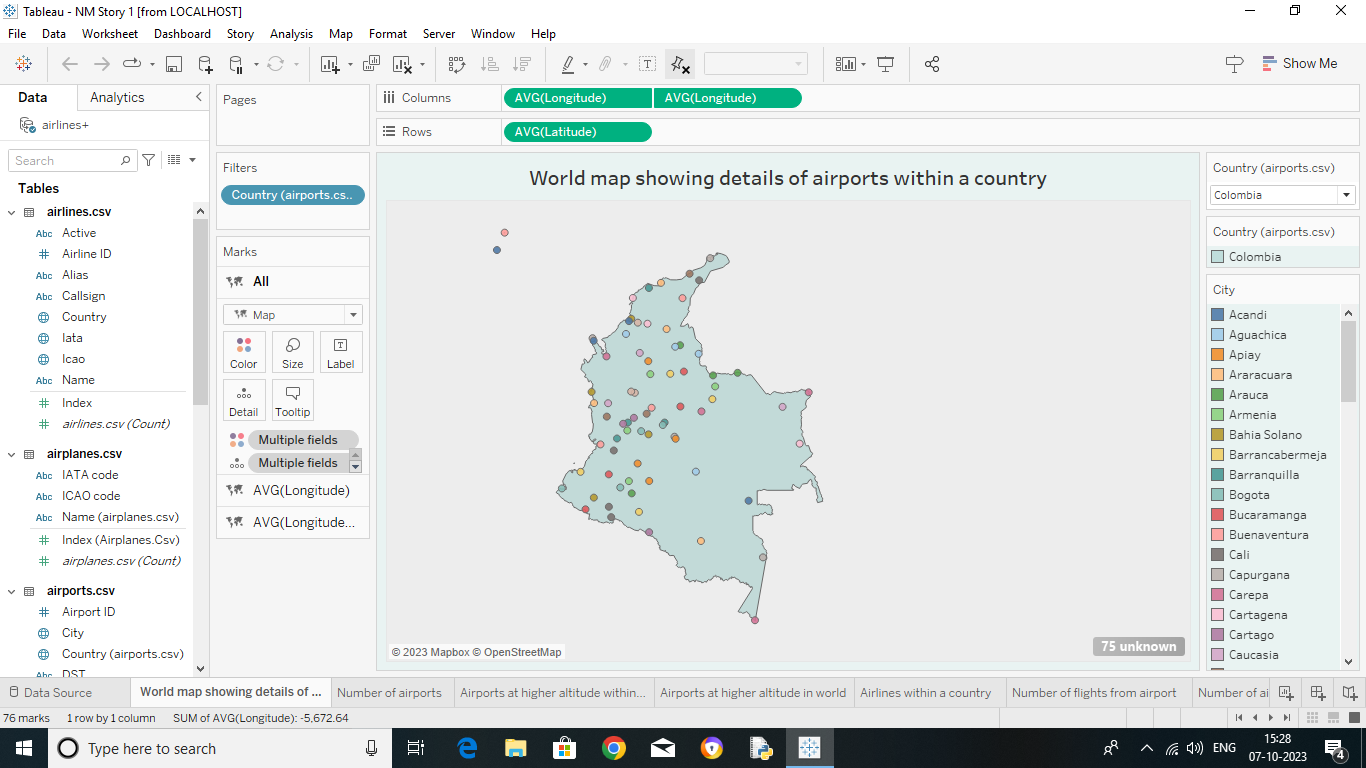 Tableau - NM Story 1 [from LOCALHOST]
File Data Worksheet Dashboard Story Analysis Map Format Server Window Help
Show Me
Data Analytics
airlines+
Search
Tables
airlines.csv
Abc Active
Airline ID
Abc Alias
Abc Callsign
Country
Iata
Icao
Abc Name
Index
airlines.csv (Count)
airplanes.csv
Abc IATA code
Abc ICAO code
Abc Name (airplanes.csv)
Index (Airplanes.Csv)
airplanes.csv (Count)
airports.csv
Airport ID
City
Country (airports.csv)
DST
Pages
Filters
Country (airports.cs..
Marks
All
Map
Color Size Label
Detail Tooltip
Multiple fields
Multiple fields
AVG(Longitude)
AVG(Longitude...
Columns AVG(Longitude) AVG(Longitude)
Rows AVG(Latitude)
World map showing details of airports within a country
© 2023 Mapbox © OpenStreetMap
75 unknown
Country (airports.csv)
Colombia
Country (airports.csv)
Colombia
City
Acandi
Aguachica
Apiay
Araracuara
Arauca
Armenia
Bahia Solano
Barrancabermeja
Barranquilla
Bogota
Bucaramanga
Buenaventura
Cali
Capurgana
Carepa
Cartagena
Cartago
Caucasia
Data Source World map showing details of ... Number of airports Airports at higher altitude within... Airports at higher altitude in world Airlines within a country Number of flights from airport Number of ai
76 marks 1 row by 1 column SUM of AVG(Longitude): -5,672.64
Type here to search
ENG
15:28
07-10-2023
4